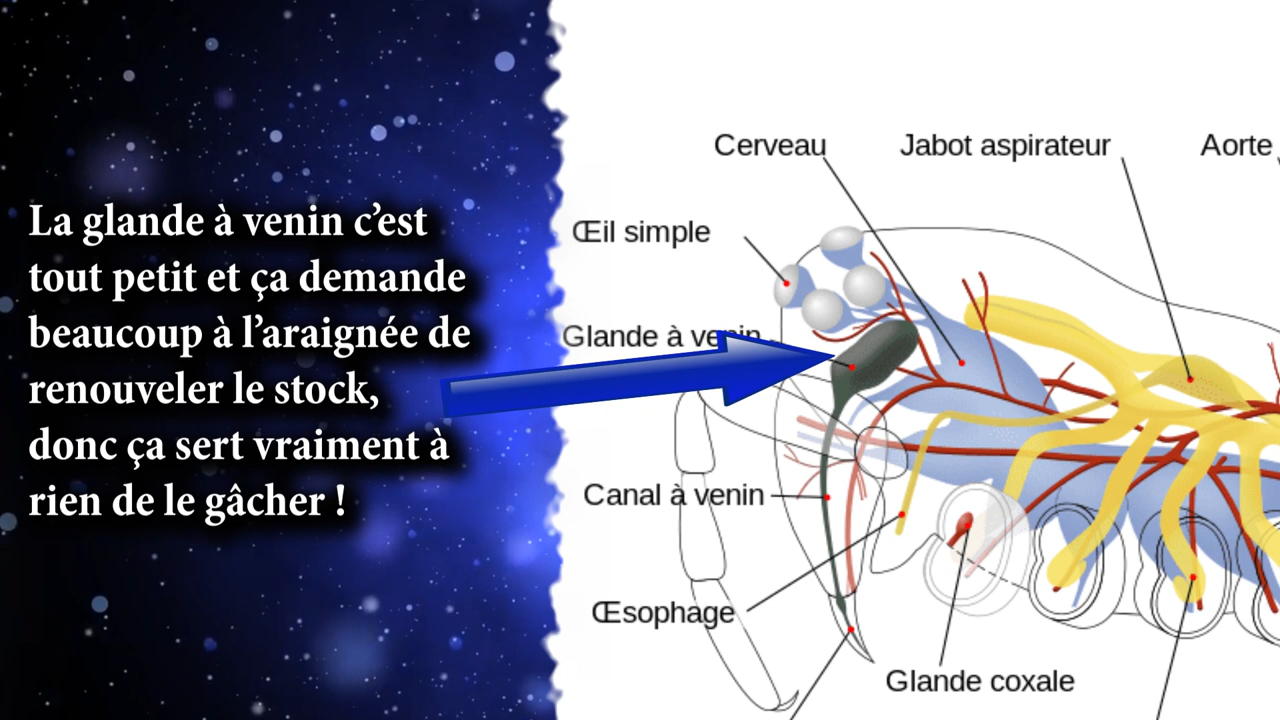 La glande à venin c’est
tout petit et ça demande
beaucoup à l’araignée de
renouveler le stock,
donc ça sert vraiment à
rien de le gâcher !
Cerveau
Jabot aspirateur
Aorte
Œil simple
Glande à venin
Canal à venin
Œsophage
Glande coxale